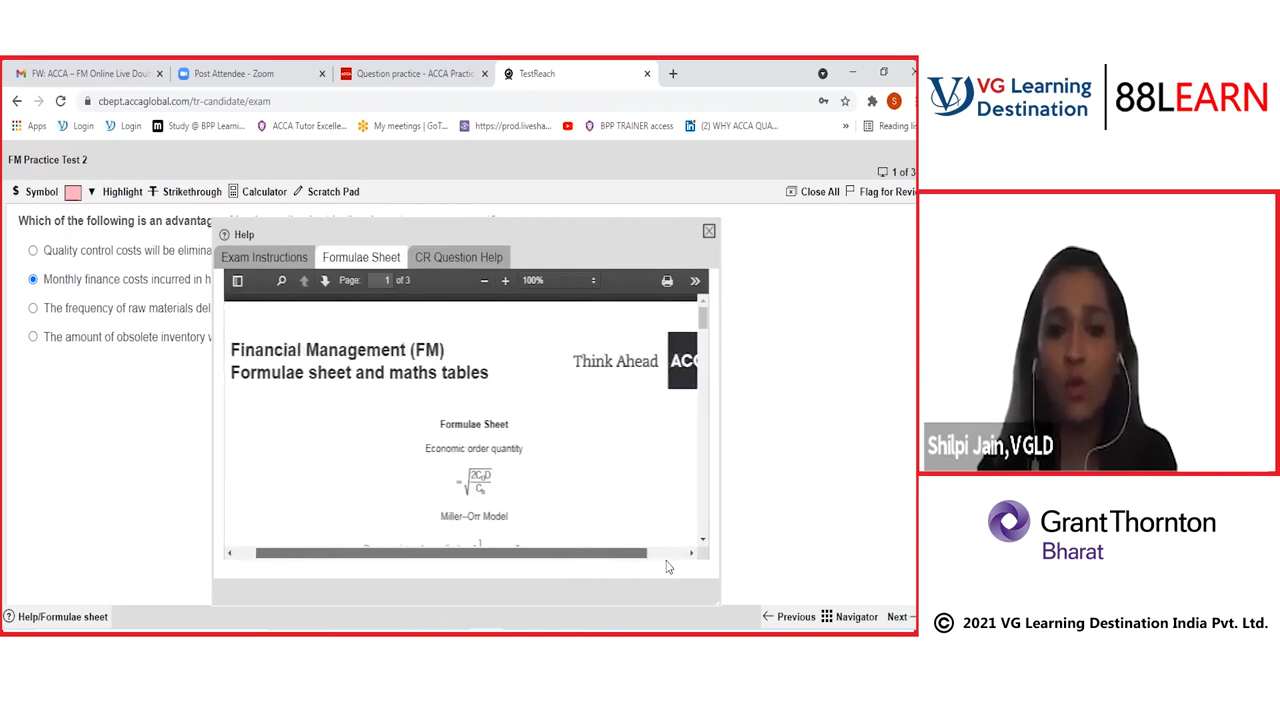 FW: ACCA – FM Online Live Dou
Post Attendee - Zoom
Question practice - ACCA Practic
TestReach
cbept.accaglobal.com/tr-candidate/exam
Apps
Login
Login
Study @ BPP Learni...
ACCA Tutor Excelle...
My meetings | GoT...
https://prod.livesha...
BPP TRAINER access
(2) WHY ACCA QUA...
»
Reading lis
FM Practice Test 2
1 of 3
$ Symbol
Highlight
Strikethrough
Calculator
Scratch Pad
Close All
Flag for Revie
Which of the following is an advantag
Quality control costs will be elimina
Monthly finance costs incurred in h
The frequency of raw materials del
The amount of obsolete inventory w
Help
Exam Instructions
Formulae Sheet
CR Question Help
Page: 1 of 3
100%
Financial Management (FM)
Formulae sheet and maths tables
Think Ahead
ACC
Formulae Sheet
Economic order quantity
= √(2C₀D/Cₕ)
Miller–Orr Model
Help/Formulae sheet
Previous
Navigator
Next
VG Learning
Destination
88LEARN
Shilpi Jain,VGLD
Grant Thornton
Bharat
© 2021 VG Learning Destination India Pvt. Ltd.